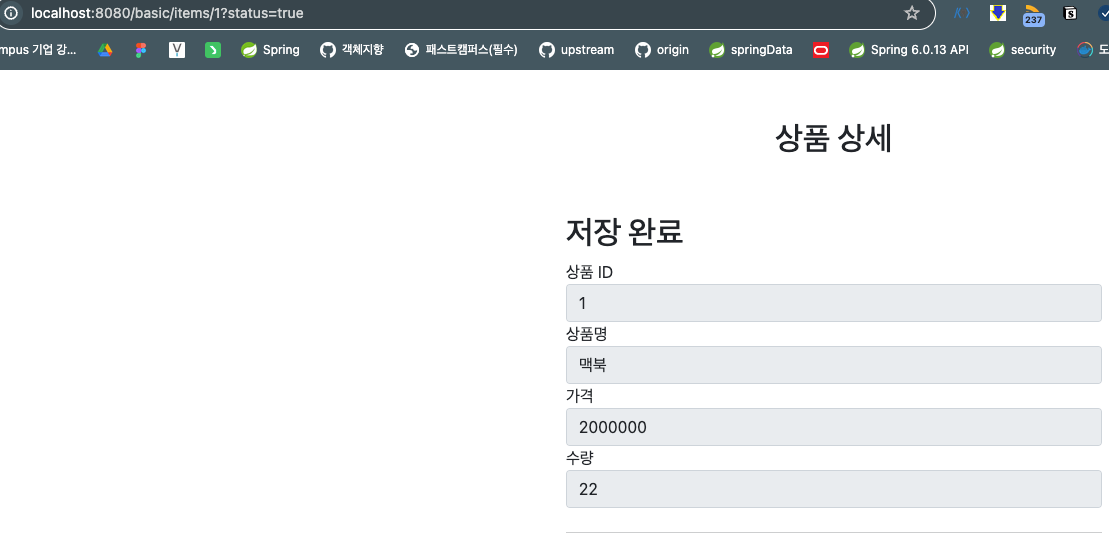 localhost:8080/basic/items/1?status=true
237
mpus 기업 강... Spring 객체지향 패스트캠퍼스(필수) upstream origin springData Spring 6.0.13 API security 도
상품 상세
저장 완료
상품 ID
1
상품명
맥북
가격
2000000
수량
22